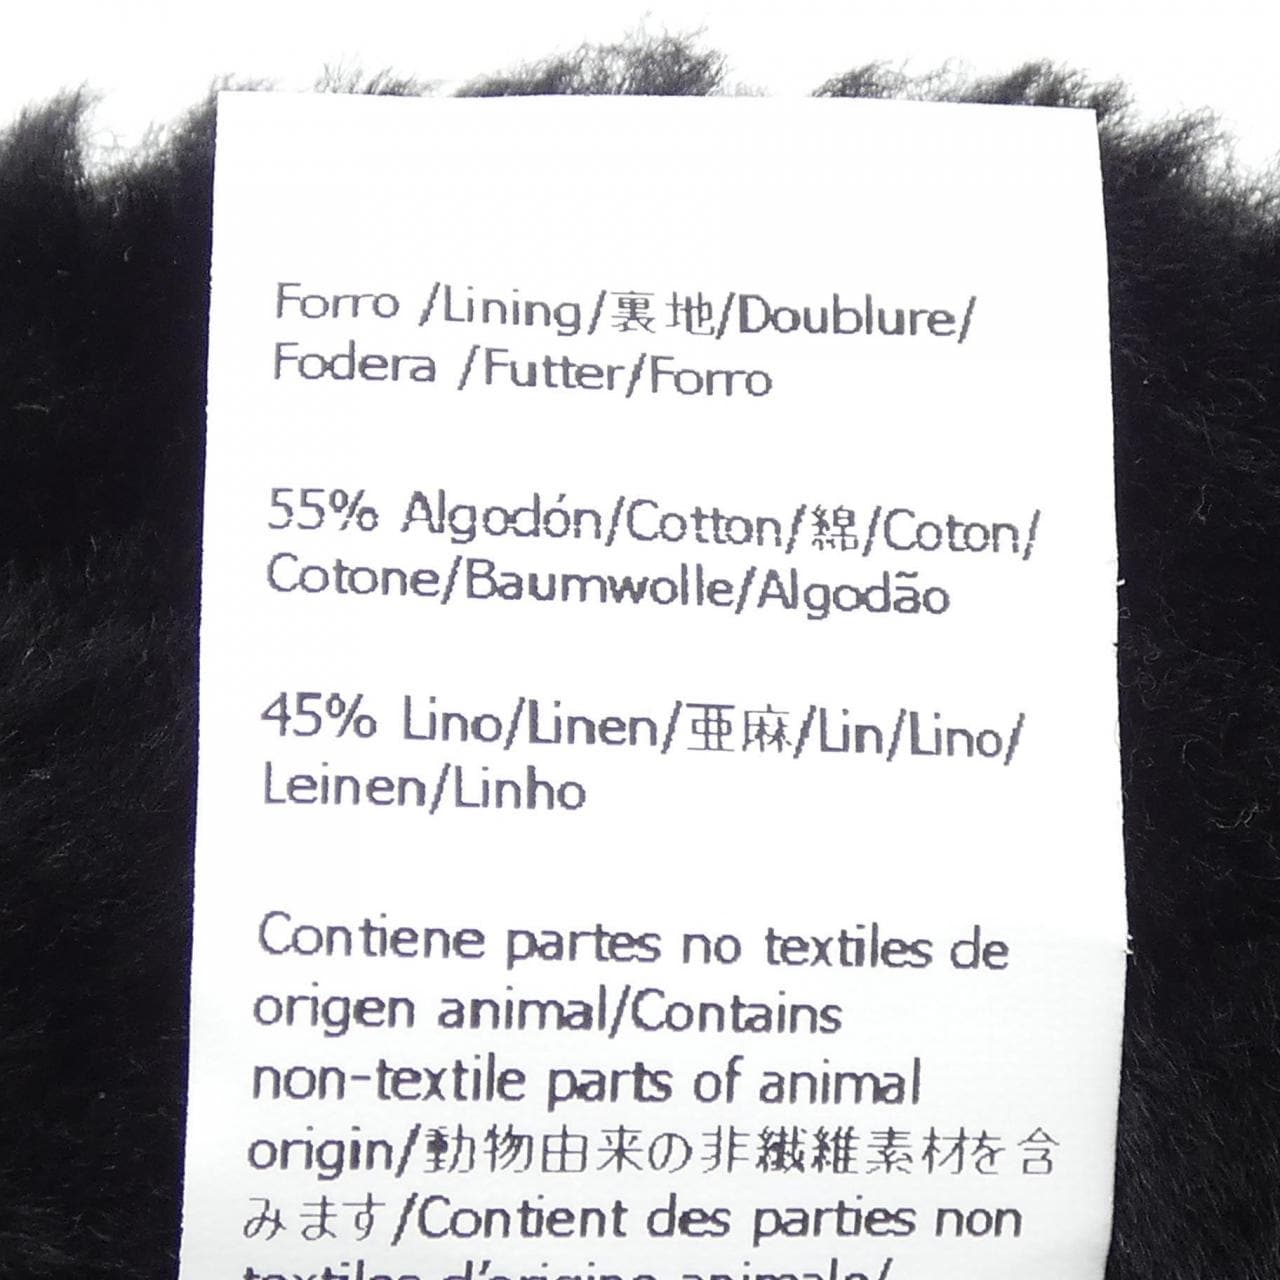 Forro /Lining/裏地/Doublure/
Fodera /Futter/Forro
55% Algodón/Cotton/綿/Coton/
Cotone/Baumwolle/Algodão
45% Lino/Linen/亜麻/Lin/Lino/
Leinen/Linho
Contiene partes no textiles de
origen animal/Contains
non-textile parts of animal
origin/動物由来の非繊維素材を含
みます/Contient des parties non
textiles d'origine animale/